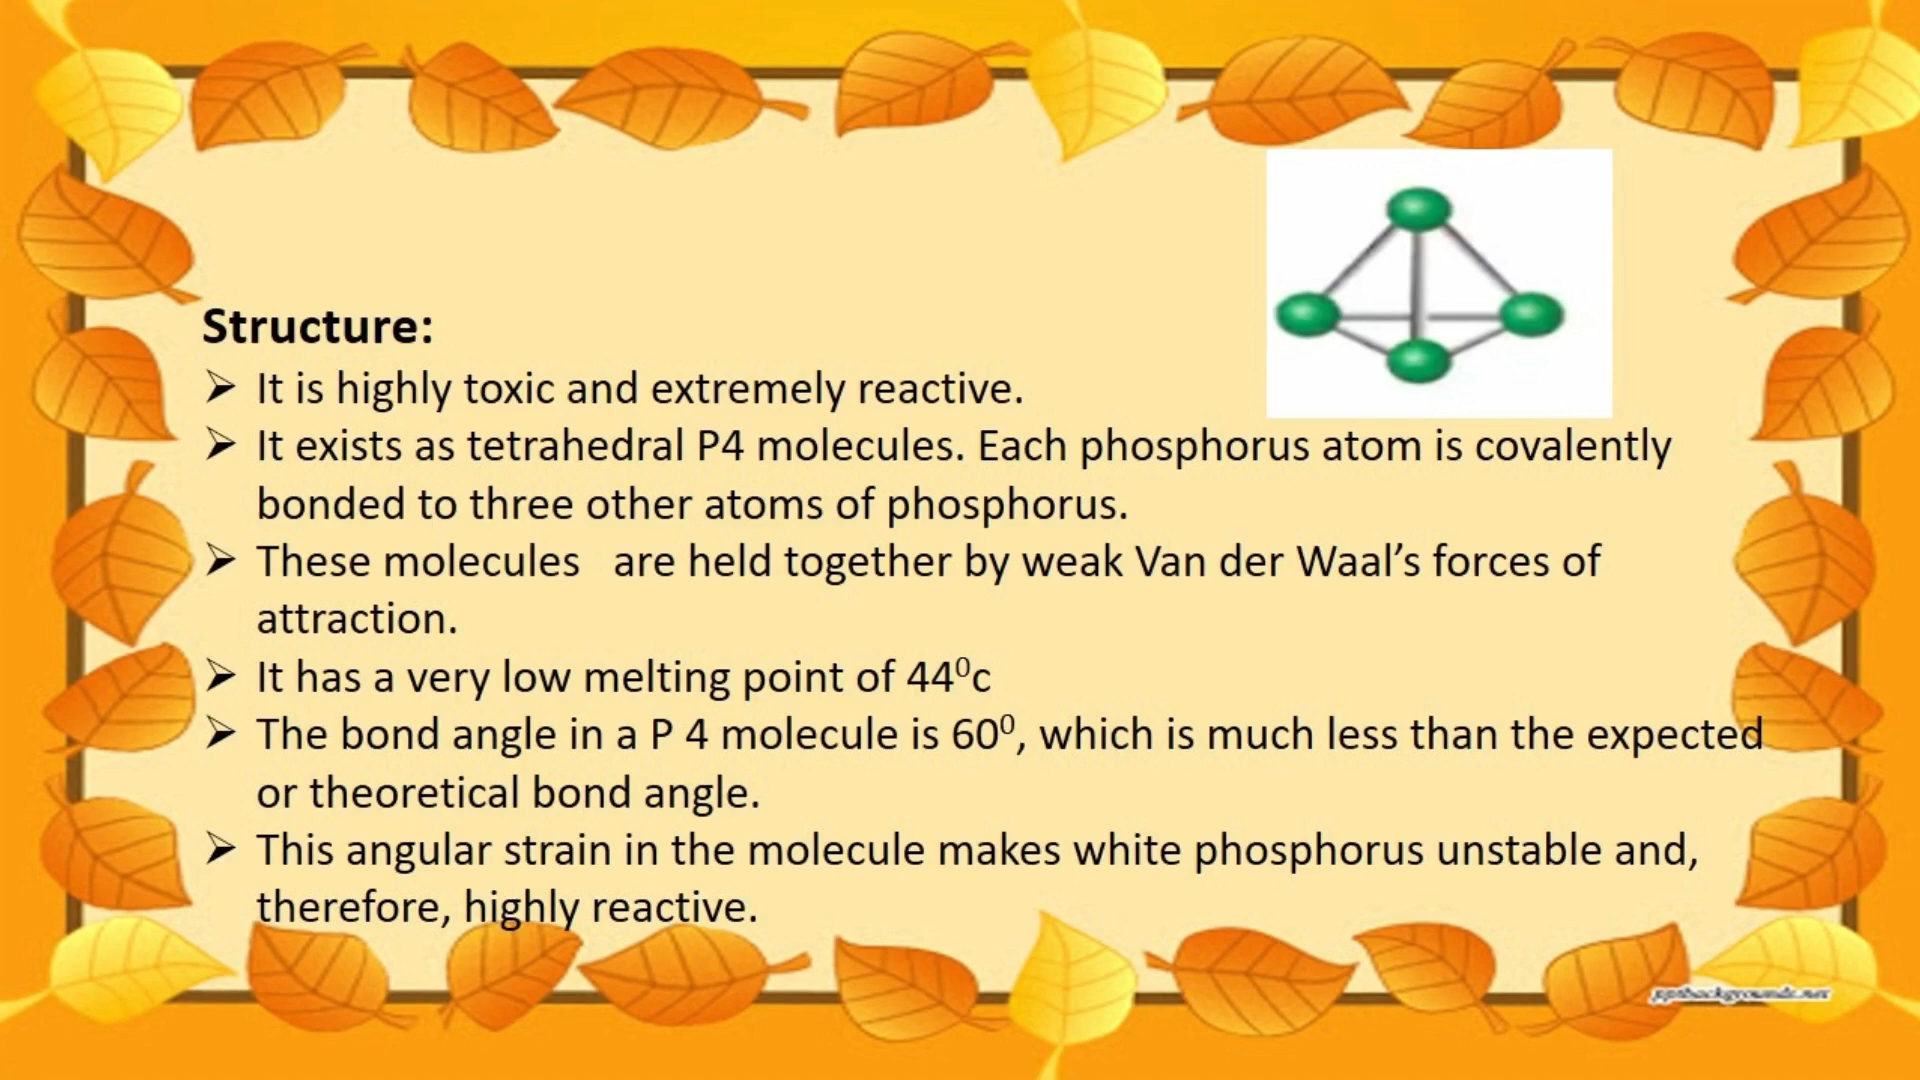 Structure:
➢ It is highly toxic and extremely reactive.
➢ It exists as tetrahedral P4 molecules. Each phosphorus atom is covalently
bonded to three other atoms of phosphorus.
➢ These molecules are held together by weak Van der Waal’s forces of
attraction.
➢ It has a very low melting point of 44⁰c
➢ The bond angle in a P 4 molecule is 60⁰, which is much less than the expected
or theoretical bond angle.
➢ This angular strain in the molecule makes white phosphorus unstable and,
therefore, highly reactive.
pptbackgrounds.net